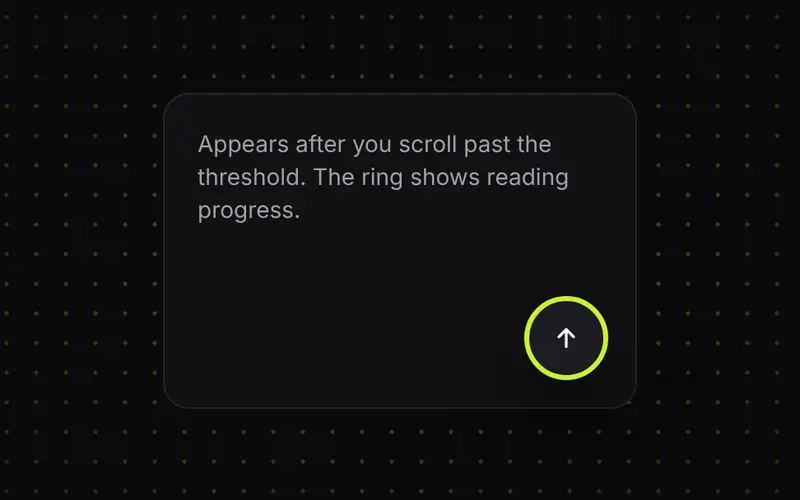 Appears after you scroll past the
threshold. The ring shows reading
progress.